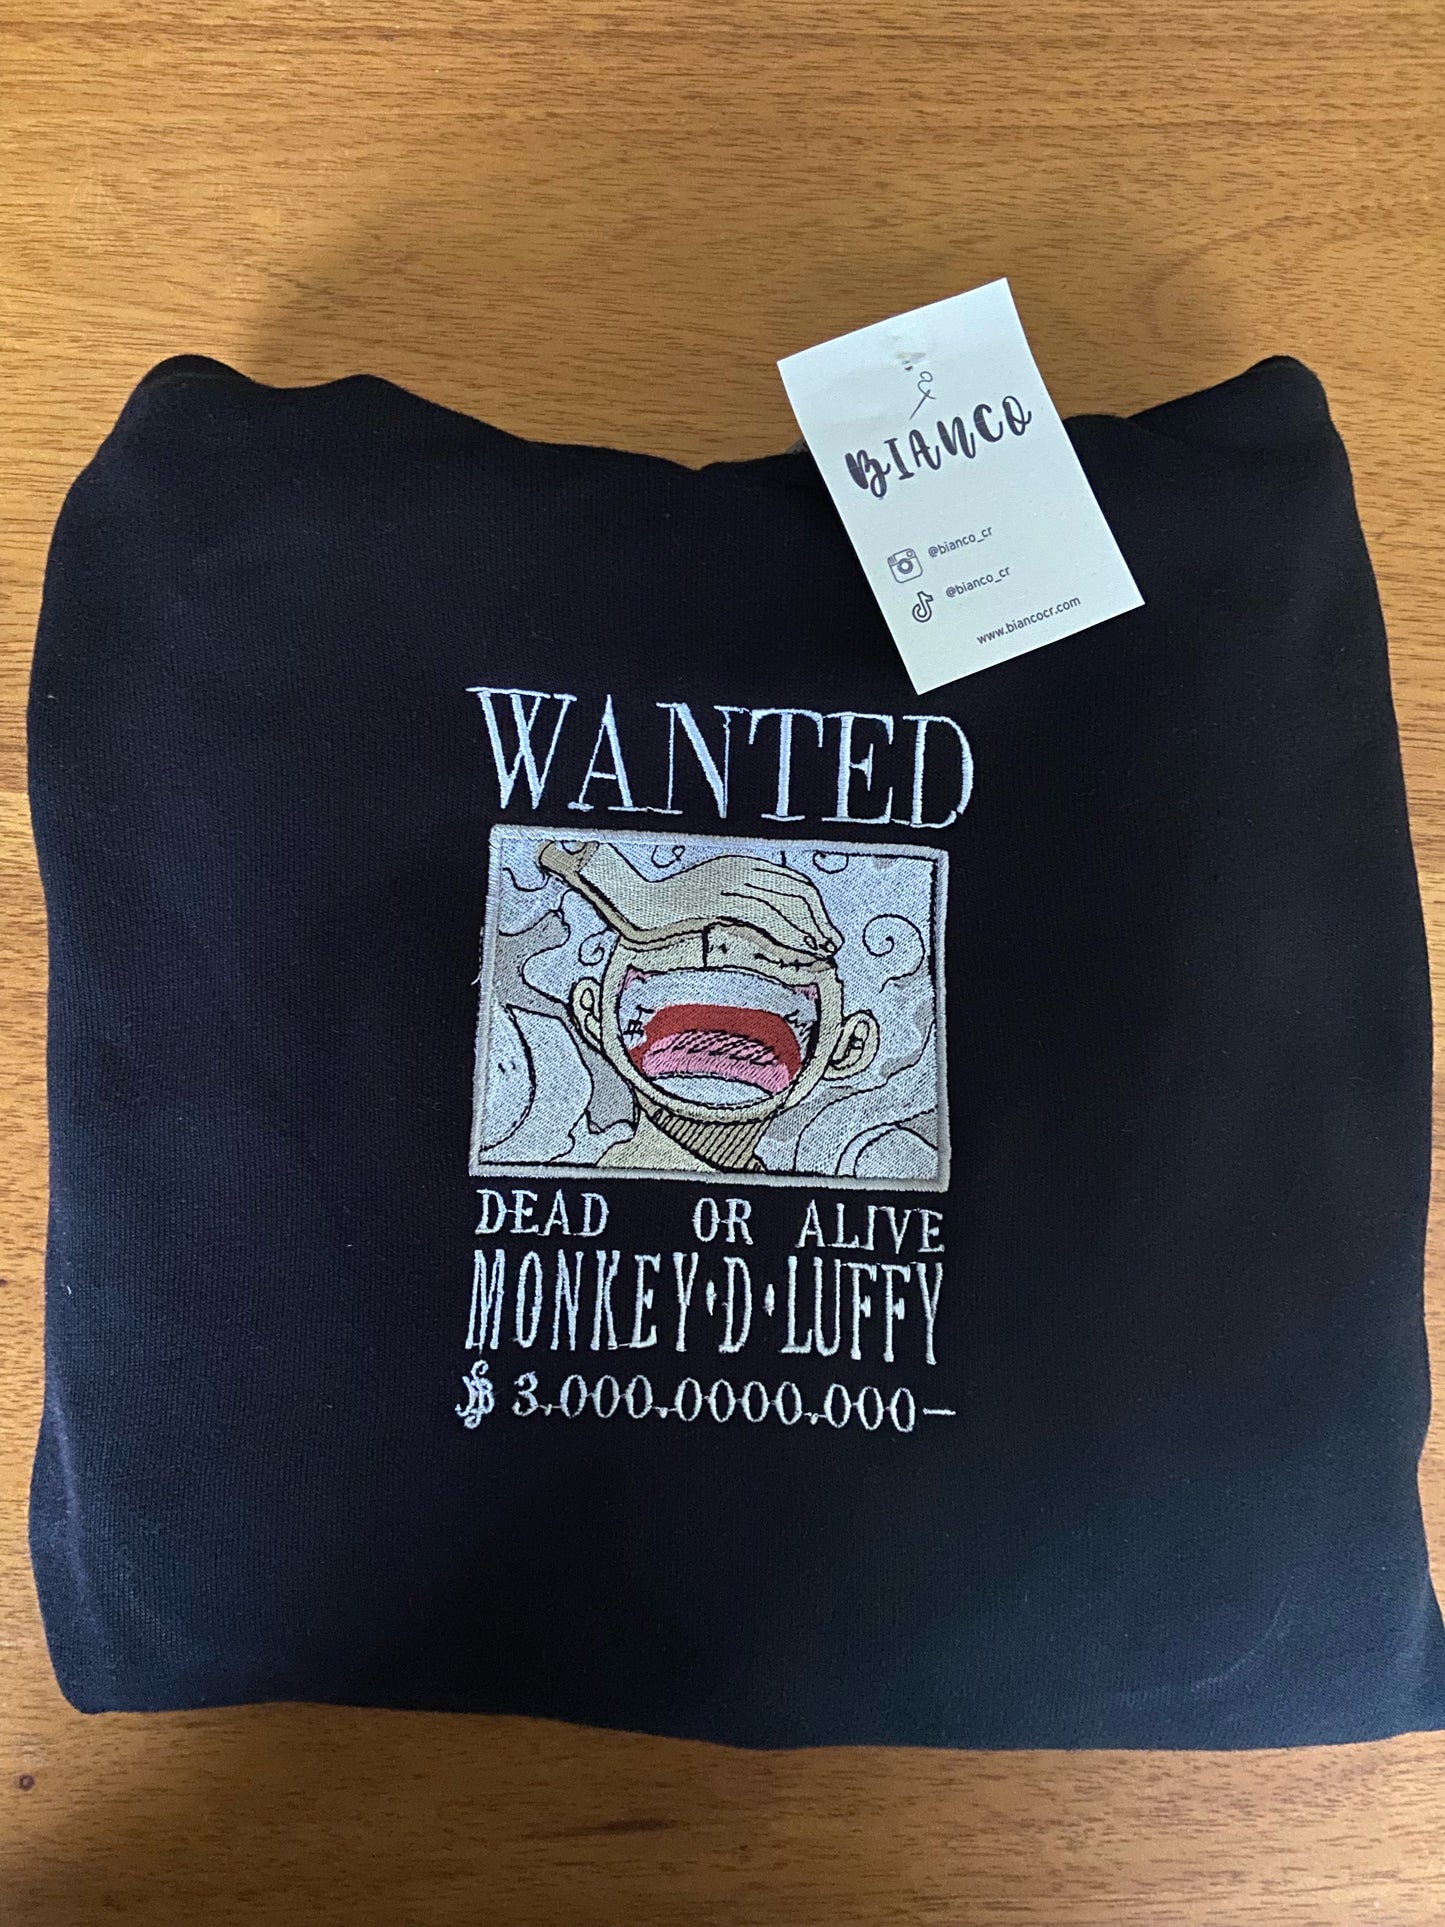 BIANCO
@bianco_cr
@bianco_cr
www.biancocr.com
WANTED
DEAD OR ALIVE
MONKEY•D•LUFFY
3.000.0000.000-